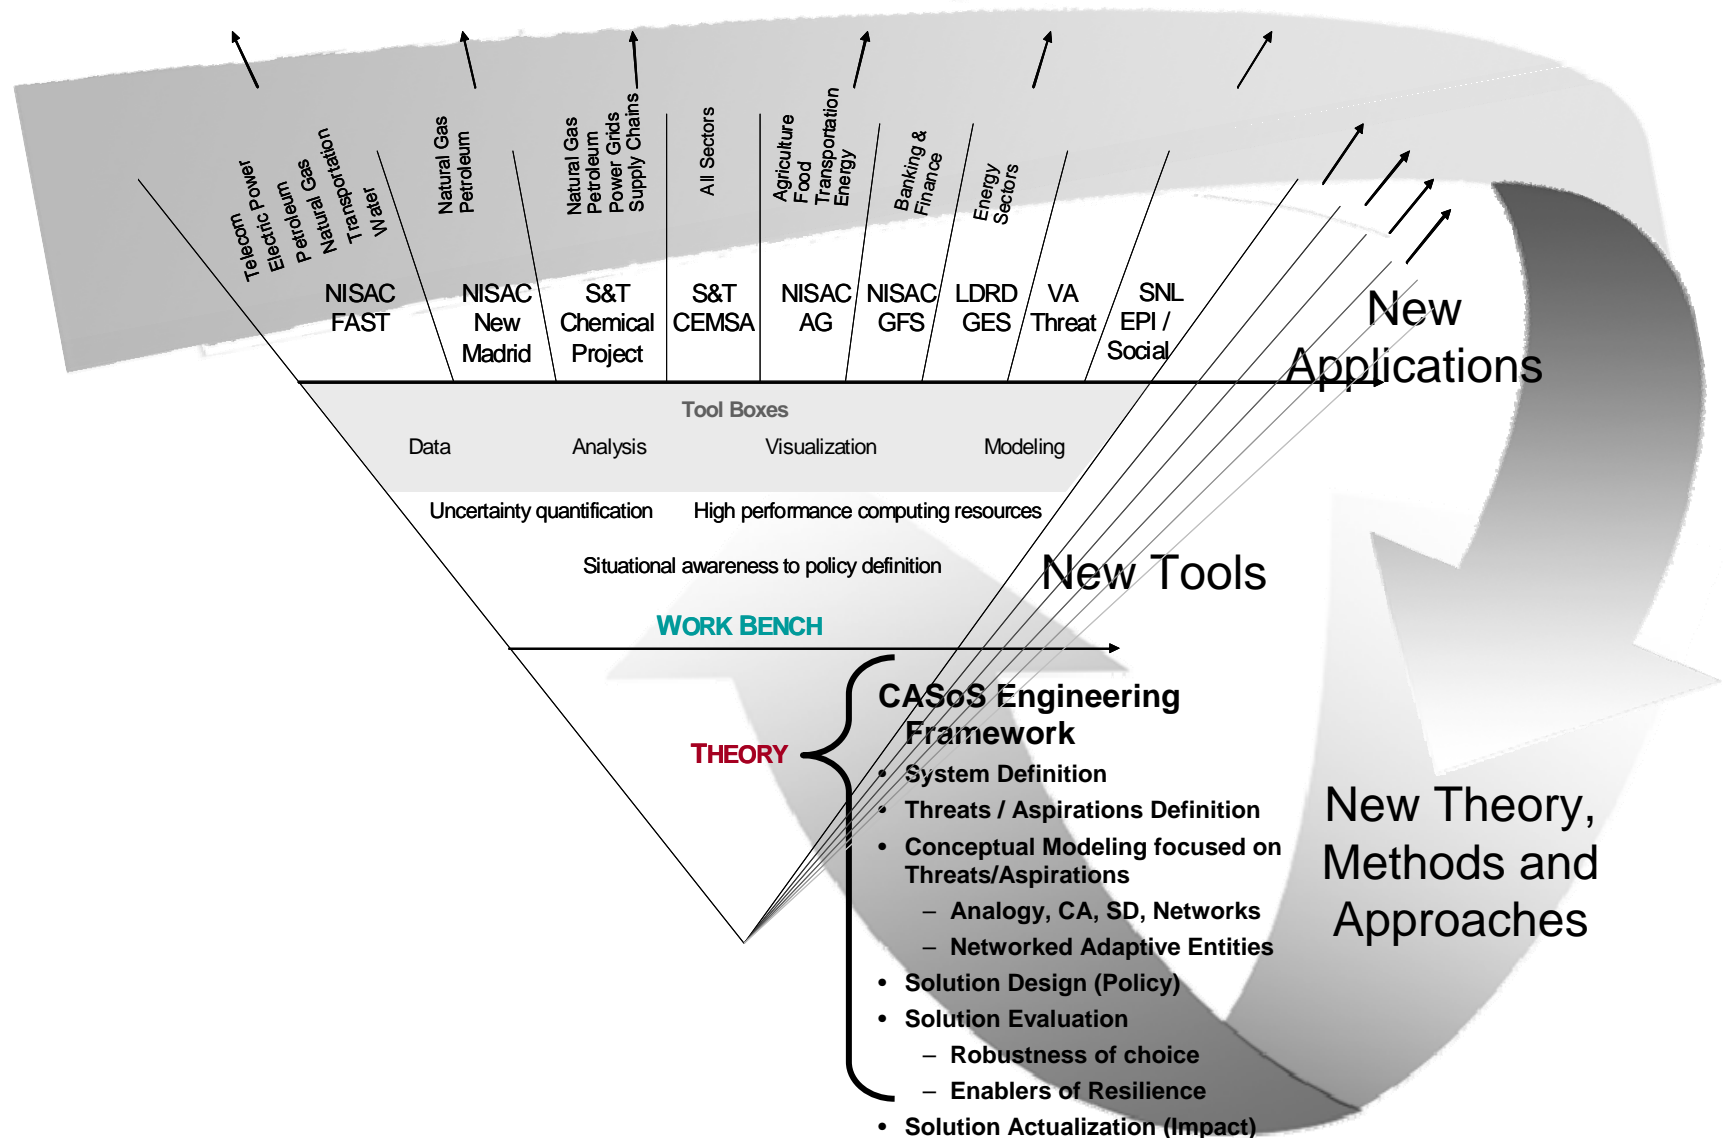 Telecom
Electric Power
Petroleum
Natural Gas
Transportation
Water
Natural Gas
Petroleum
Natural Gas
Petroleum
Power Grids
Supply Chains
All Sectors
Agriculture
Food
Transportation
Energy
Banking &
Finance
Energy
Sectors
NISAC
FAST
NISAC
New
Madrid
S&T
Chemical
Project
S&T
CEMSA
NISAC
AG
NISAC
GFS
LDRD
GES
VA
Threat
SNL
EPI /
Social
New
Applications
Tool Boxes
Data
Analysis
Visualization
Modeling
Uncertainty quantification
High performance computing resources
Situational awareness to policy definition
New Tools
WORK BENCH
THEORY
CASoS Engineering
Framework
• System Definition
• Threats / Aspirations Definition
• Conceptual Modeling focused on
Threats/Aspirations
– Analogy, CA, SD, Networks
– Networked Adaptive Entities
• Solution Design (Policy)
• Solution Evaluation
– Robustness of choice
– Enablers of Resilience
• Solution Actualization (Impact)
New Theory,
Methods and
Approaches